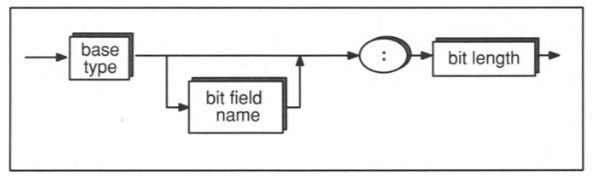 base
type
:
bit length
bit field
name